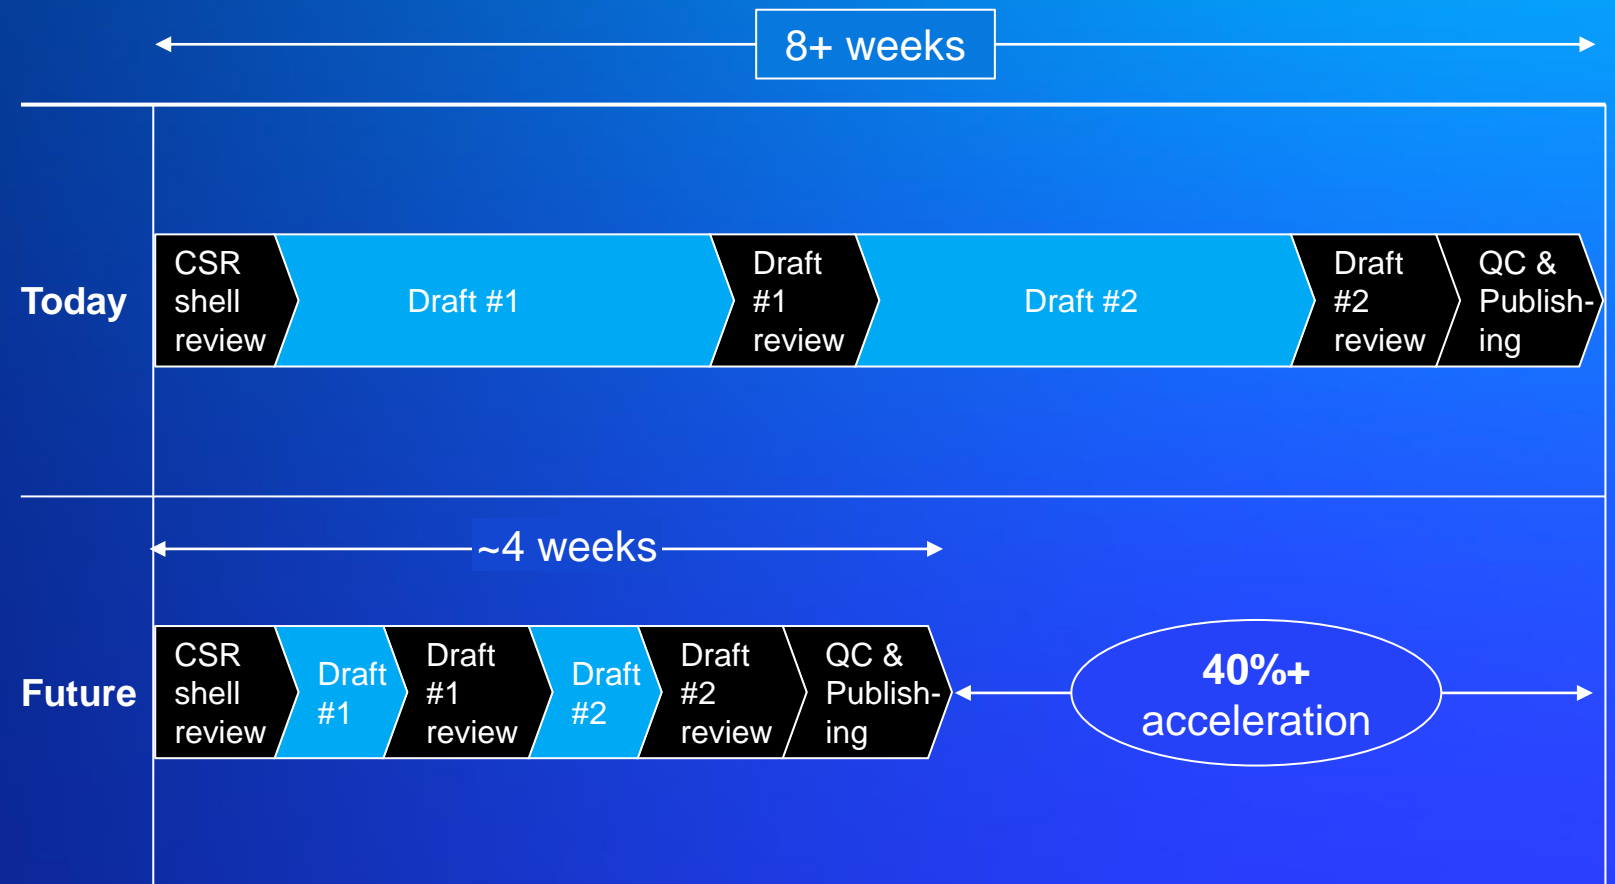 8+ weeks
Today
CSR
shell
review
Draft #1
Draft
#1
review
Draft #2
Draft
#2
review
QC &
Publish-
ing
~4 weeks
Future
CSR
shell
review
Draft
#1
Draft
#1
review
Draft
#2
Draft
#2
review
QC &
Publish-
ing
40%+
acceleration